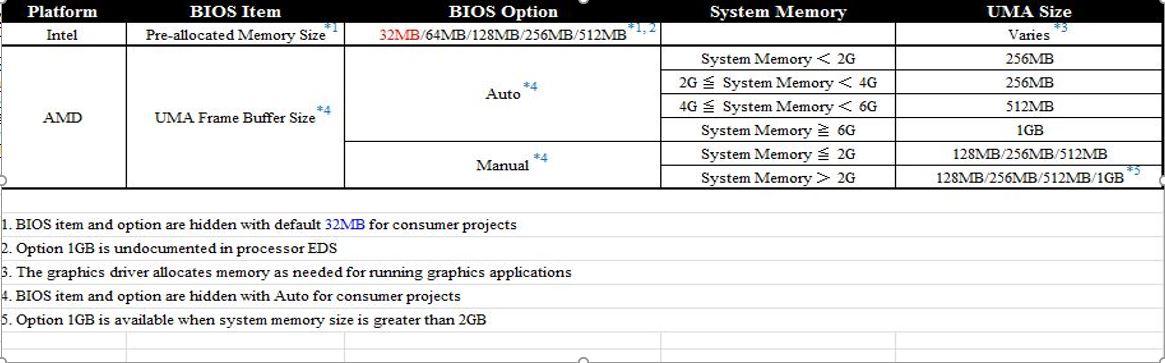 Platform BIOS Item BIOS Option System Memory UMA Size
Intel Pre-allocated Memory Size *1 32MB/64MB/128MB/256MB/512MB *1, 2 Varies *3
AMD UMA Frame Buffer Size *4 Auto *4 System Memory < 2G 256MB
2G ≦ System Memory < 4G 256MB
4G ≦ System Memory < 6G 512MB
System Memory ≧ 6G 1GB
Manual *4 System Memory ≦ 2G 128MB/256MB/512MB
System Memory > 2G 128MB/256MB/512MB/1GB *5
1. BIOS item and option are hidden with default 32MB for consumer projects
2. Option 1GB is undocumented in processor EDS
3. The graphics driver allocates memory as needed for running graphics applications
4. BIOS item and option are hidden with Auto for consumer projects
5. Option 1GB is available when system memory size is greater than 2GB